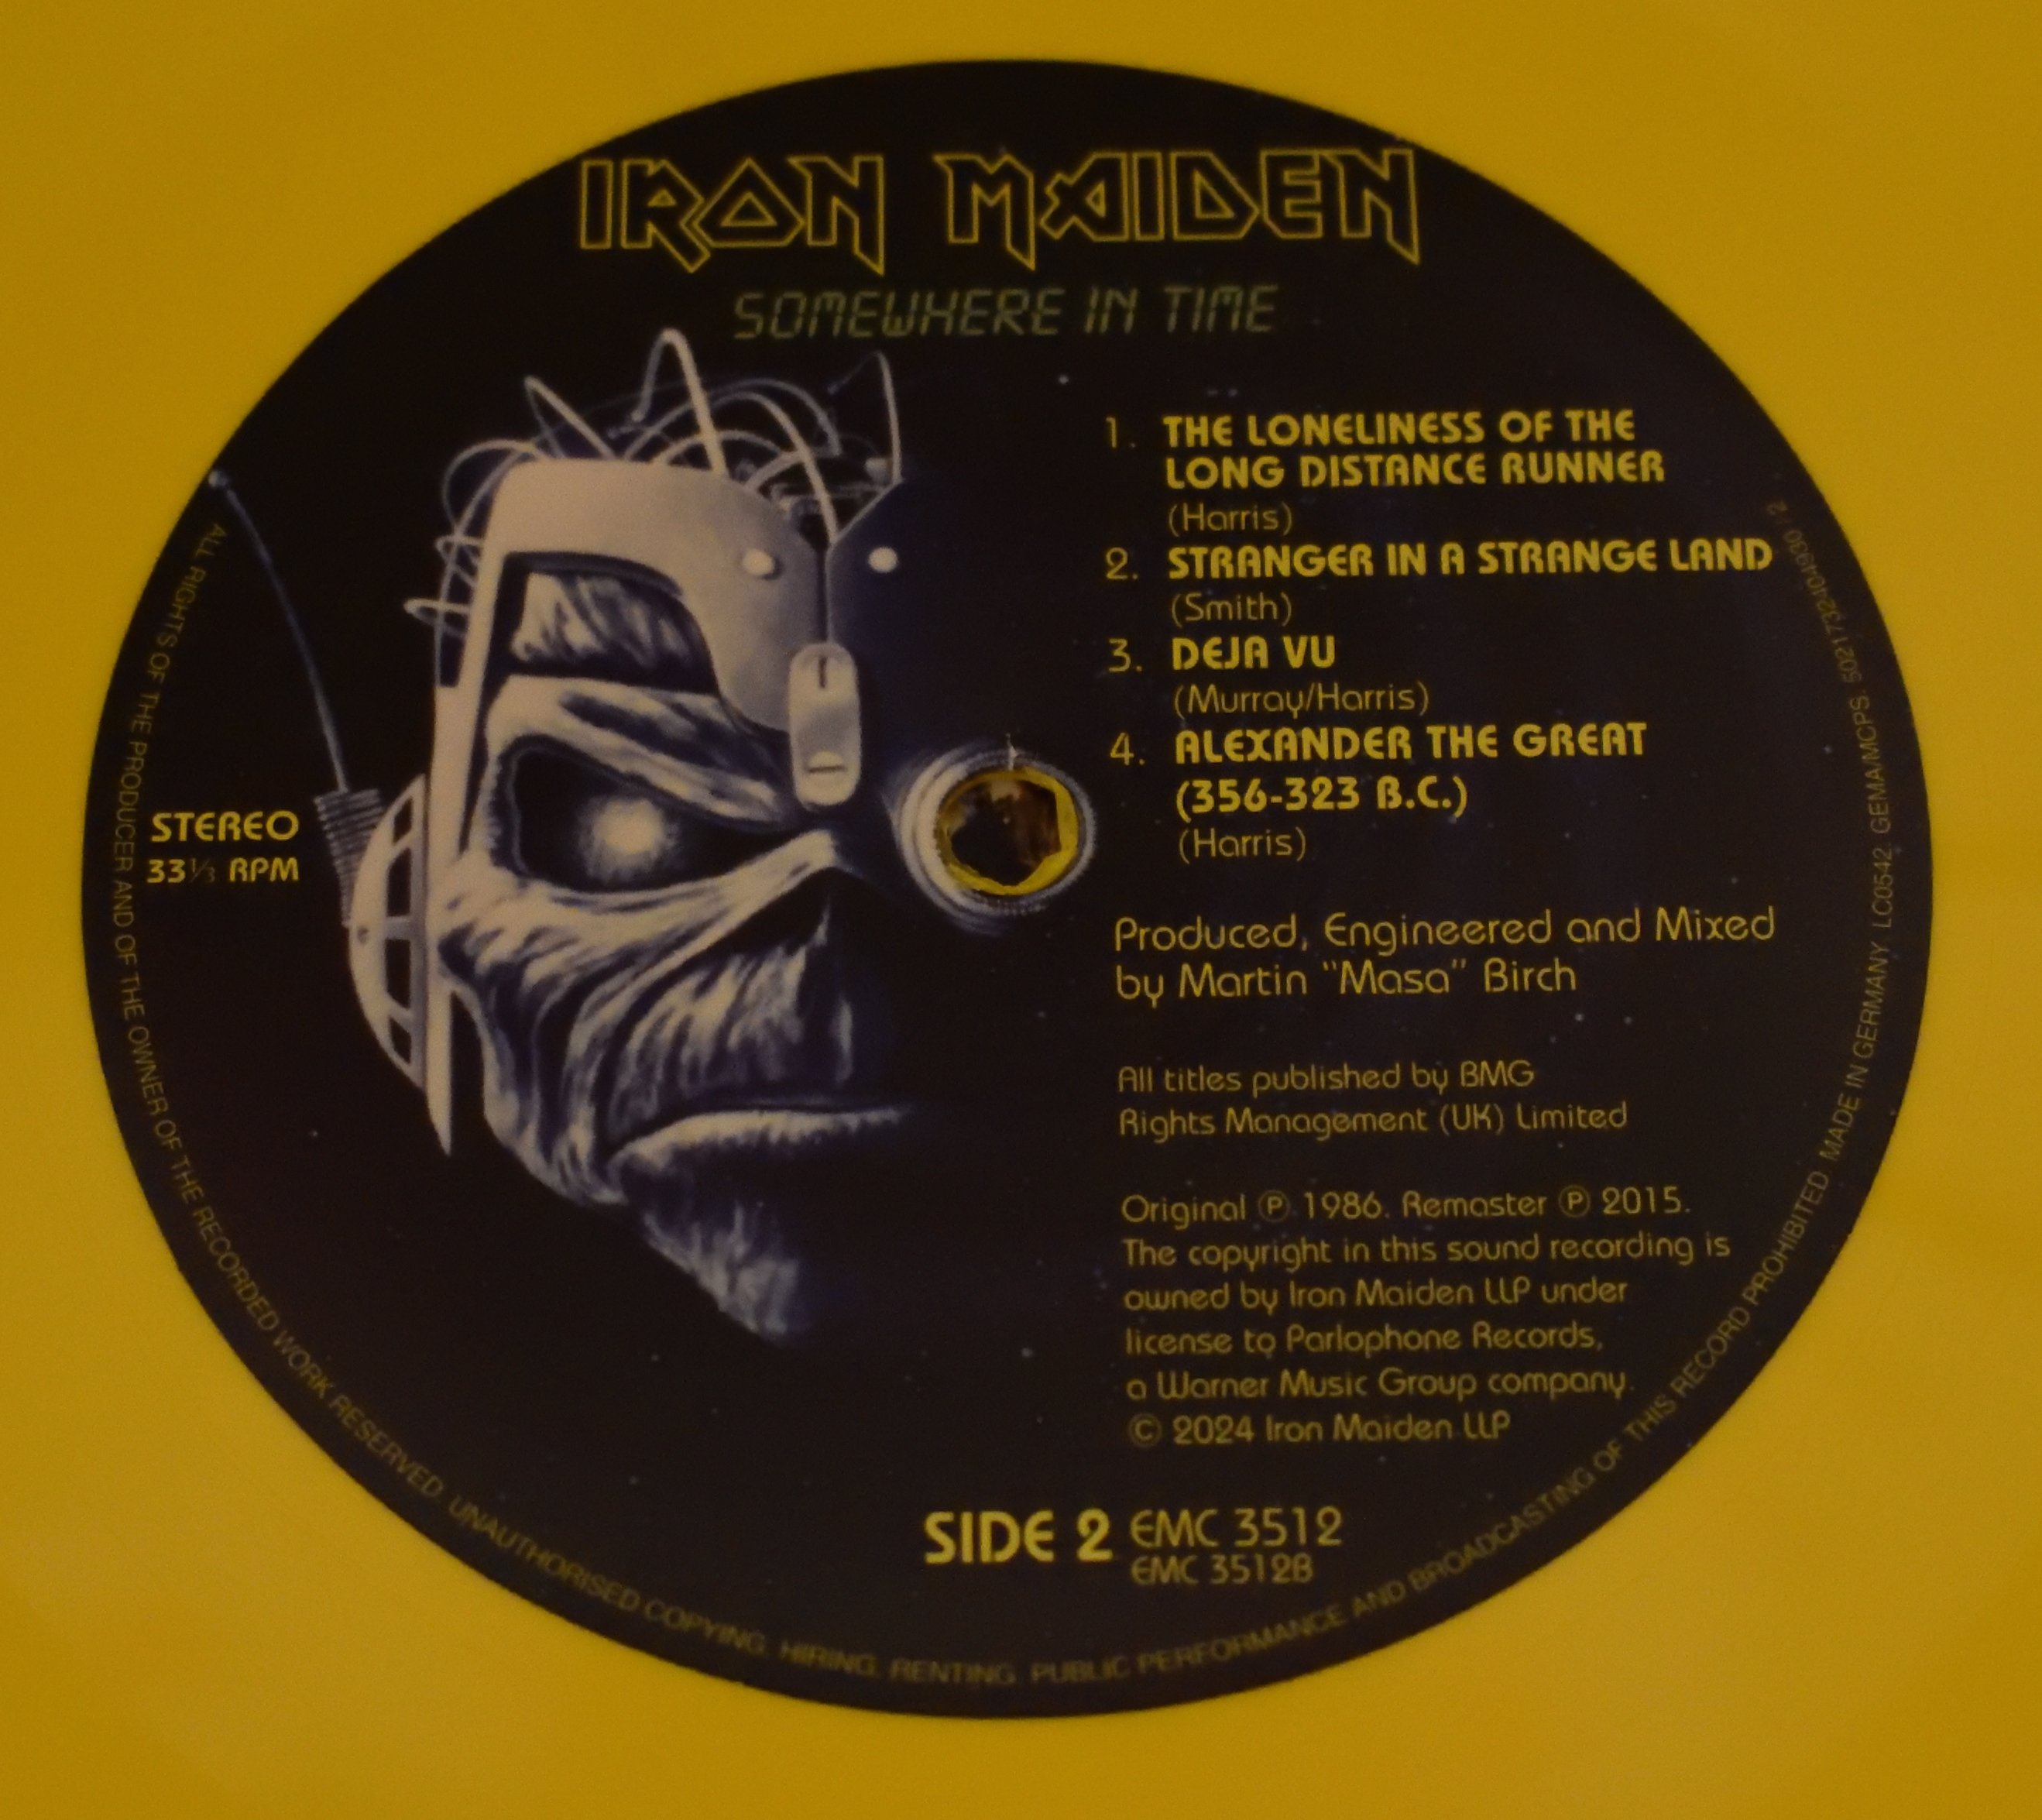 IRON MAIDEN
SOMEWHERE IN TIME
1. THE LONELINESS OF THE
LONG DISTANCE RUNNER
(Harris)
2. STRANGER IN A STRANGE LAND
(Smith)
3. DEJA VU
(Murray/Harris)
4. ALEXANDER THE GREAT
(356-323 B.C.)
(Harris)
STEREO
33⅓ RPM
Produced, Engineered and Mixed
by Martin "Masa" Birch
All titles published by BMG
Rights Management (UK) Limited
Original ℗ 1986. Remaster ℗ 2015.
The copyright in this sound recording is
owned by Iron Maiden LLP under
license to Parlophone Records,
a Warner Music Group company.
© 2024 Iron Maiden LLP
SIDE 2 EMC 3512
EMC 3512B
ALL RIGHTS OF THE PRODUCER AND OF THE OWNER OF THE RECORDED WORK RESERVED. UNAUTHORISED COPYING. HIRING. RENTING. PUBLIC PERFORMANCE AND BROADCASTING OF THIS RECORD PROHIBITED. MADE IN GERMANY. LC0542. GEMA/MCPS.